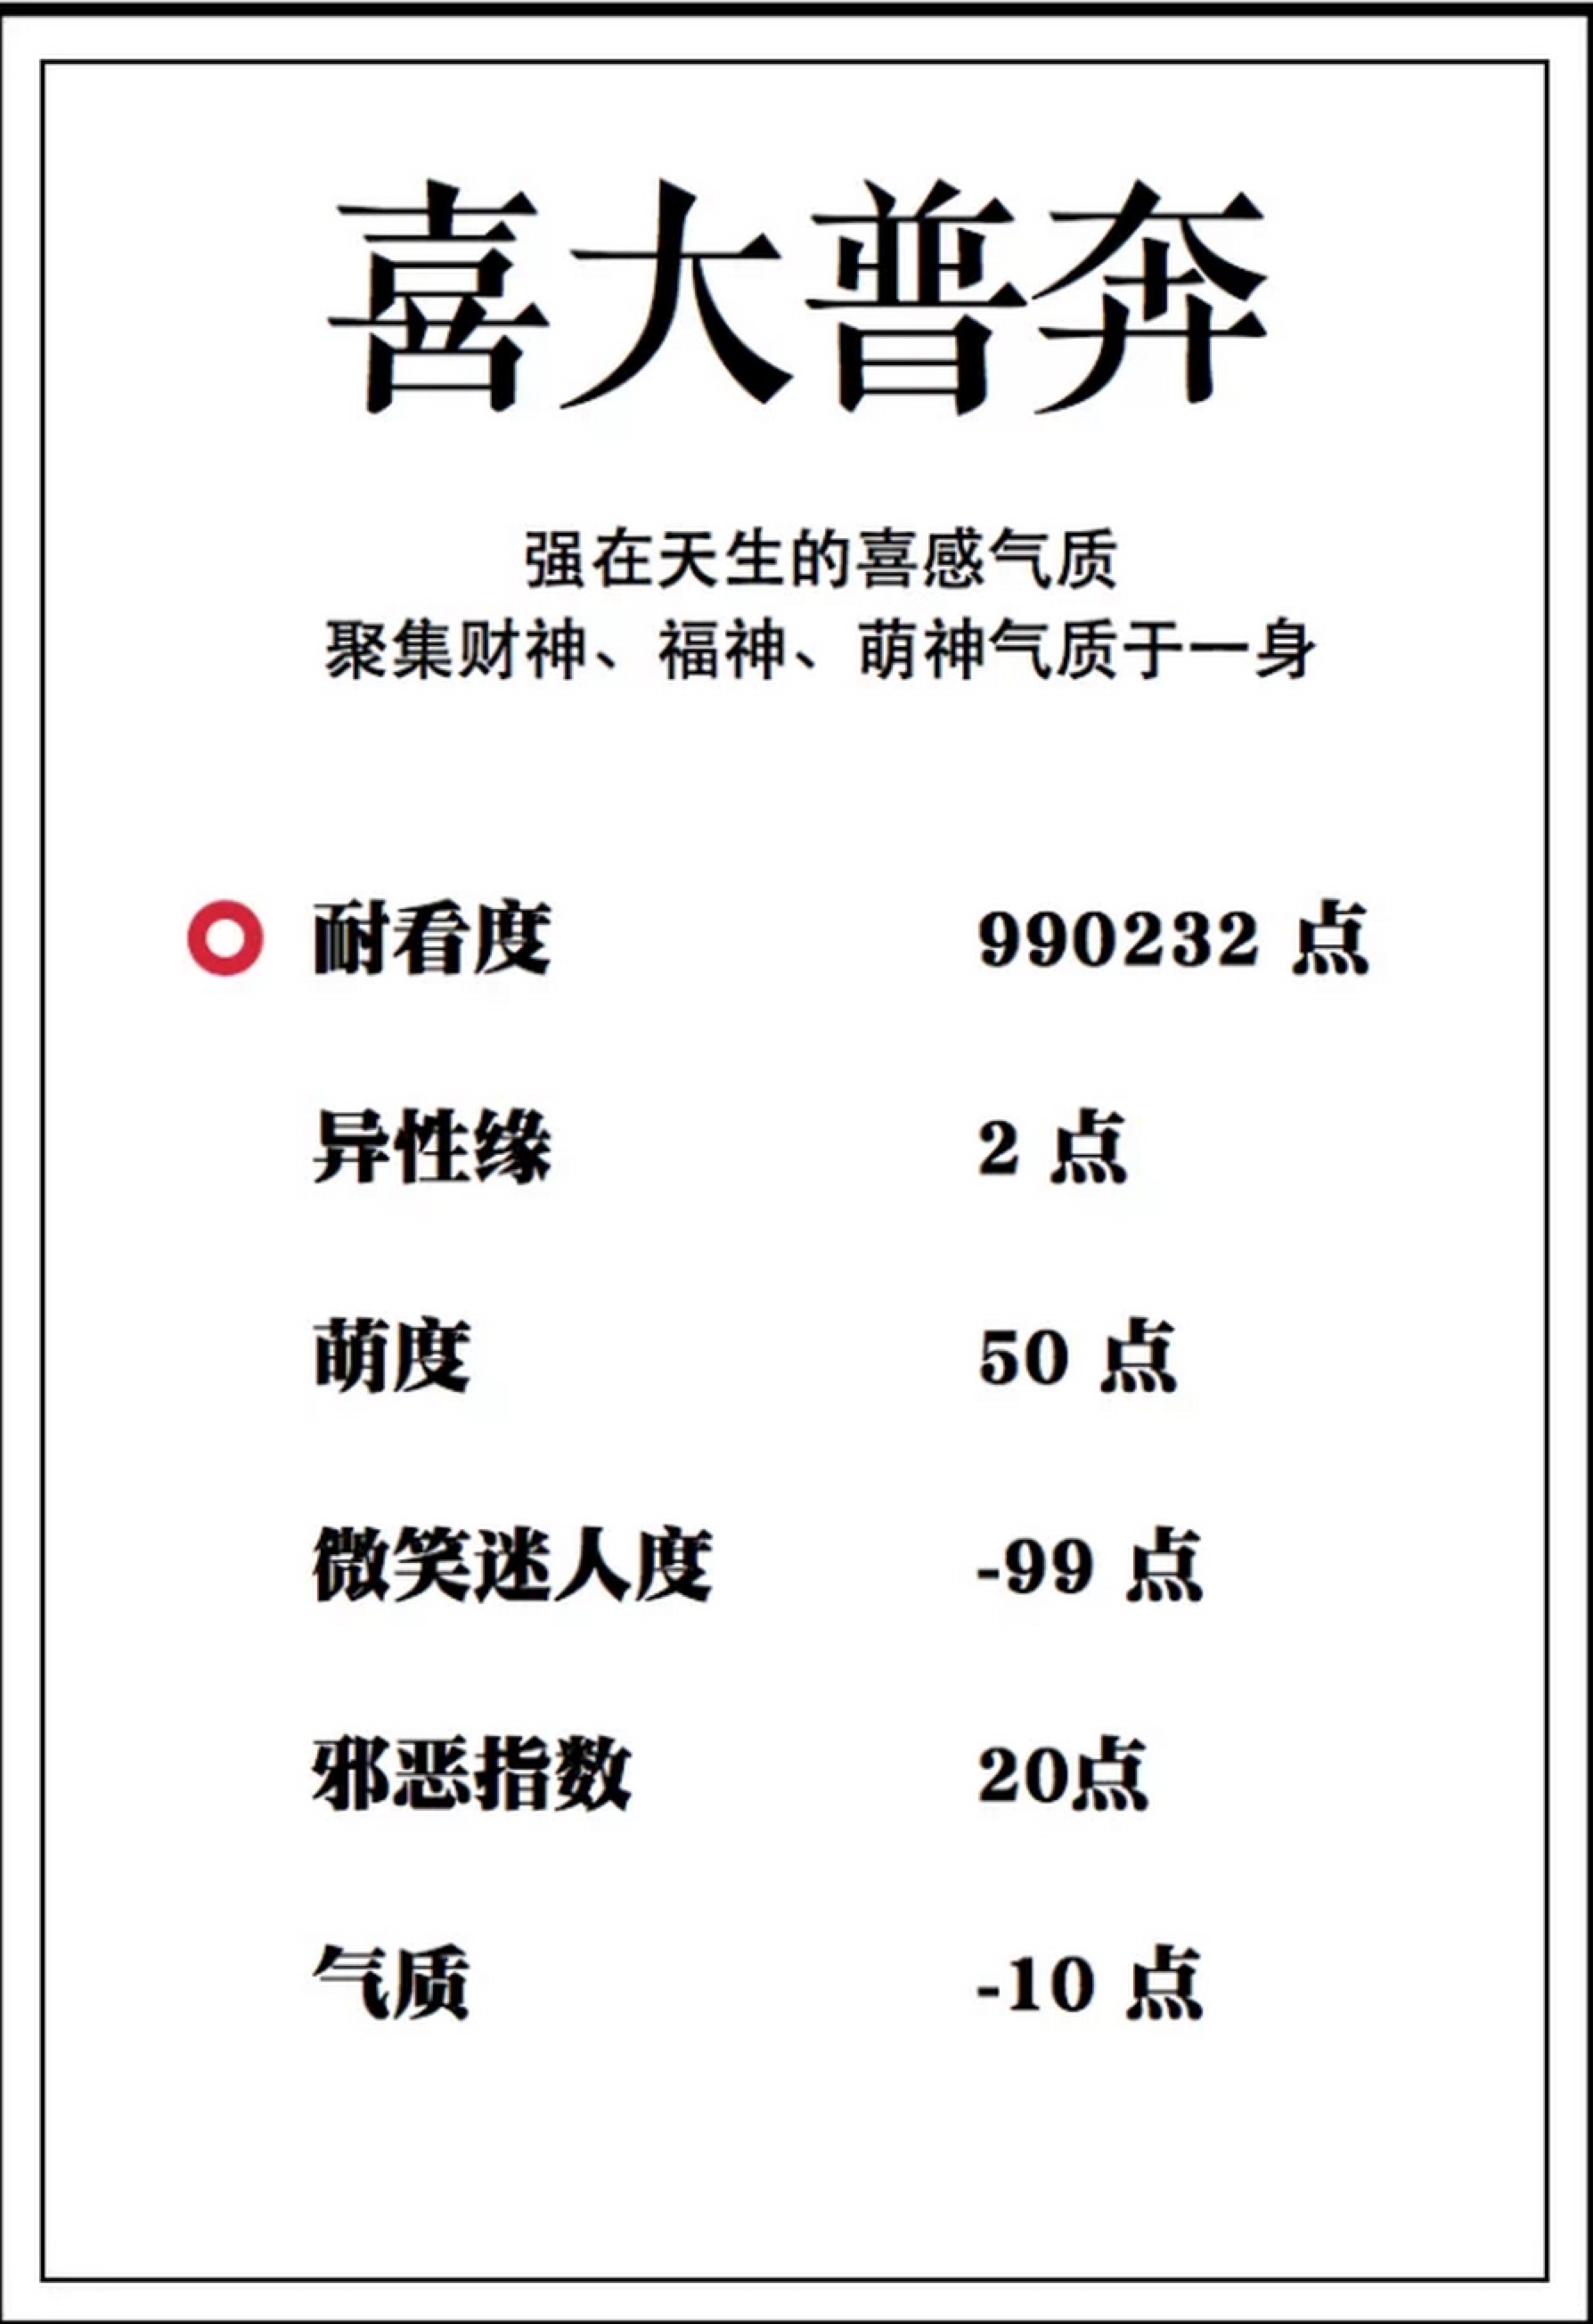 喜大普奔
强在天生的喜感气质
聚集财神、福神、萌神气质于一身
耐看度 990232 点
异性缘 2 点
萌度 50 点
微笑迷人度 -99 点
邪恶指数 20点
气质 -10 点